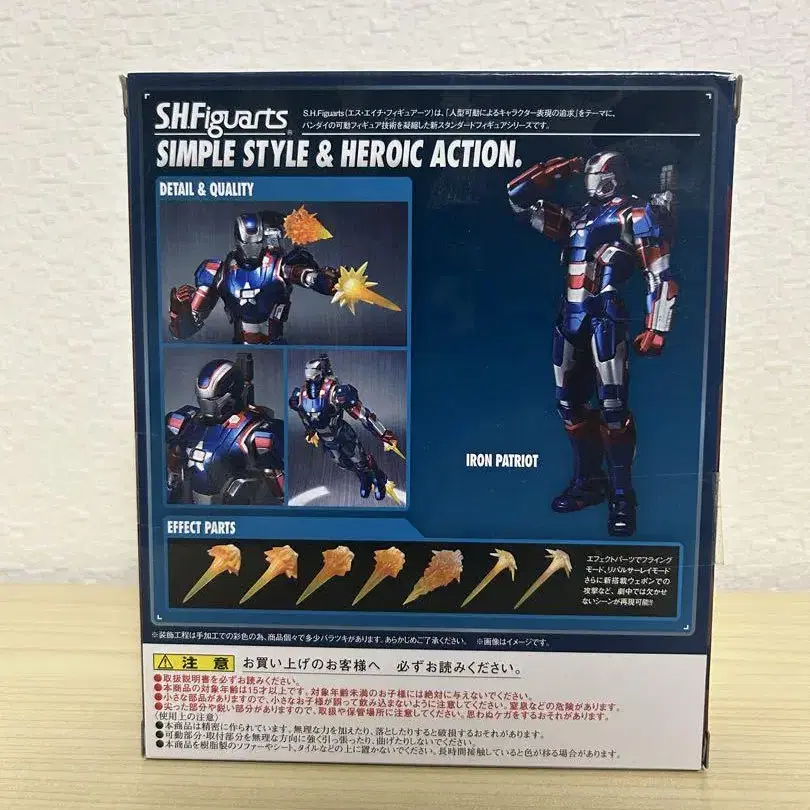 S.H.Figuarts®
S.H.Figuarts(エス・エイチ・フィギュアーツ)は、「人型可動によるキャラクター表現の追求」をテーマに、
バンダイの可動フィギュア技術を凝縮した新スタンダードフィギュアシリーズです。
SIMPLE STYLE & HEROIC ACTION.
DETAIL & QUALITY
IRON PATRIOT
EFFECT PARTS
エフェクトパーツでフライング
モード、リパルサーレイモード
さらに新搭載ウェポンでの
攻撃など、劇中では欠かせ
ないシーンが再現可能!!
※装飾工程は手加工での彩色の為、商品個々で多少バラツキがあります。あらかじめご了承ください。 ※画像はイメージです。
注意 お買い上げのお客様へ 必ずお読みください。
●取扱説明書を必ずお読みください。
●本商品の対象年齢は15才以上です。対象年齢未満のお子様には絶対に与えないでください。
●小さな部品がありますので、小さなお子様が誤って飲み込まないように注意してください。窒息などの危険があります。
●尖った部分や鋭い部分がありますので、取扱や保管場所に注意してください。思わぬケガをするおそれがあります。
〈使用上の注意〉
●本商品は精密に作られています。無理な力を加えたり、落としたりすると破損するおそれがあります。
●可動部分・取付部分を無理な方向に強く引っ張ったり、曲げたりしないでください。
●本商品を樹脂製のソファーやシート、タイルなどの上に置かないでください。長時間接触していると色が移る場合があります。